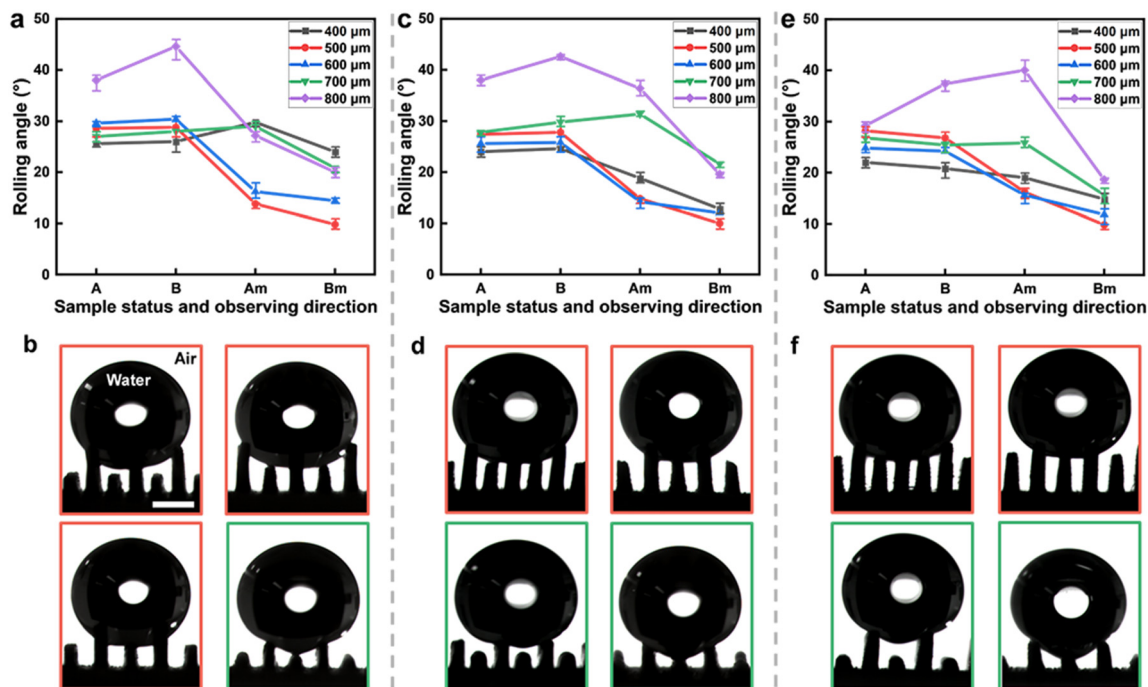 a
50
40
30
20
10
0
Rolling angle (°)
400 μm
500 μm
600 μm
700 μm
800 μm
A B Am Bm
Sample status and observing direction
c
50
40
30
20
10
0
Rolling angle (°)
400 μm
500 μm
600 μm
700 μm
800 μm
A B Am Bm
Sample status and observing direction
e
50
40
30
20
10
0
Rolling angle (°)
400 μm
500 μm
600 μm
700 μm
800 μm
A B Am Bm
Sample status and observing direction
b
Air
Water
d
f